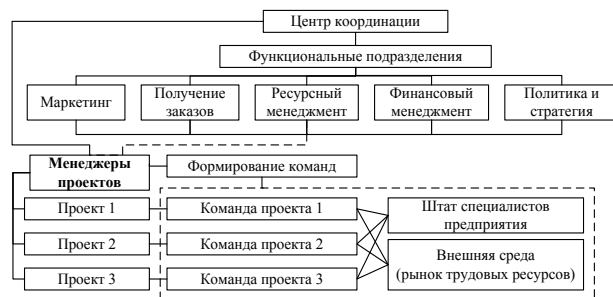 Центр координации
Функциональные подразделения
Маркетинг
Получение
заказов
Ресурсный
менеджмент
Финансовый
менеджмент
Политика и
стратегия
Менеджеры
проектов
Формирование команд
Проект 1
Команда проекта 1
Штат специалистов
предприятия
Проект 2
Команда проекта 2
Внешняя среда
(рынок трудовых ресурсов)
Проект 3
Команда проекта 3